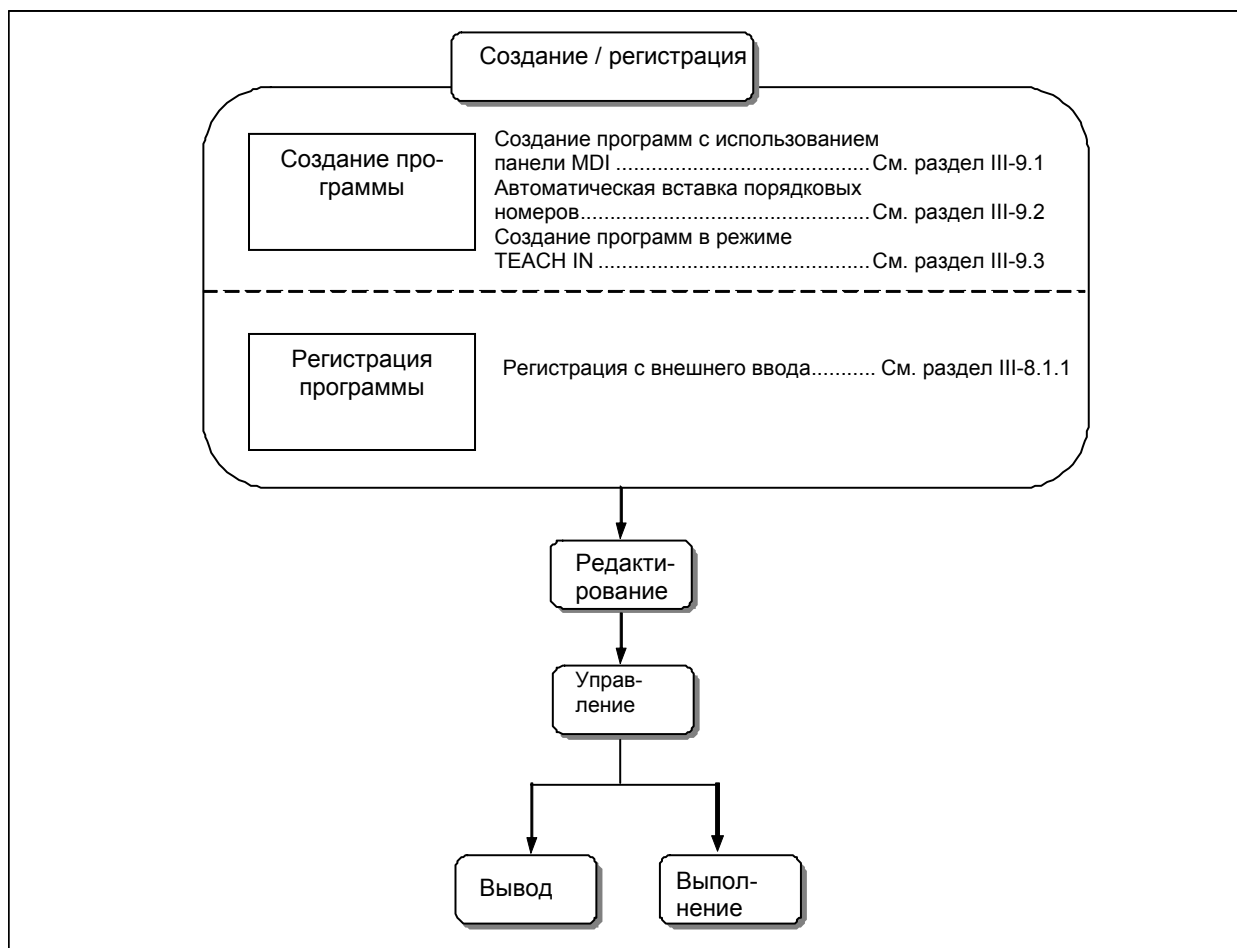 Создание / регистрация
Создание про-
граммы
Создание программ с использованием
панели MDI ........................................ См. раздел III-9.1
Автоматическая вставка порядковых
номеров............................................. См. раздел III-9.2
Создание программ в режиме
TEACH IN .......................................... См. раздел III-9.3
Регистрация
программы
Регистрация с внешнего ввода........... См. раздел III-8.1.1
Редакти-
рование
Управ-
ление
Вывод
Выпол-
нение